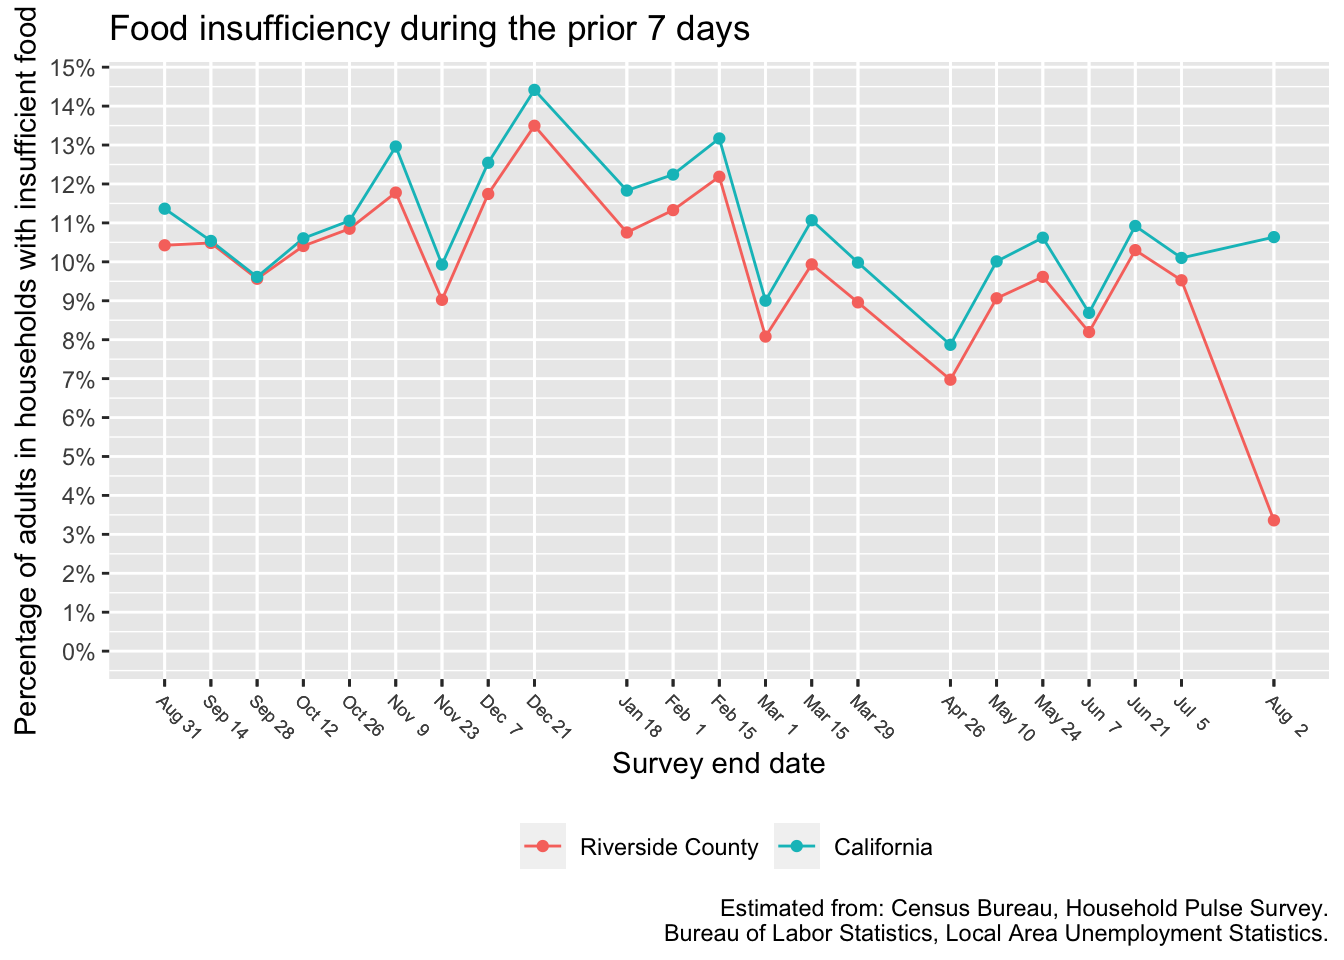 Food insufficiency during the prior 7 days
Percentage of adults in households with insufficient food
15%
14%
13%
12%
11%
10%
9%
8%
7%
6%
5%
4%
3%
2%
1%
0%
Aug 31
Sep 14
Sep 28
Oct 12
Oct 26
Nov 9
Nov 23
Dec 7
Dec 21
Jan 18
Feb 1
Feb 15
Mar 1
Mar 15
Mar 29
Apr 26
May 10
May 24
Jun 7
Jun 21
Jul 5
Aug 2
Survey end date
Riverside County
California
Estimated from: Census Bureau, Household Pulse Survey.
Bureau of Labor Statistics, Local Area Unemployment Statistics.